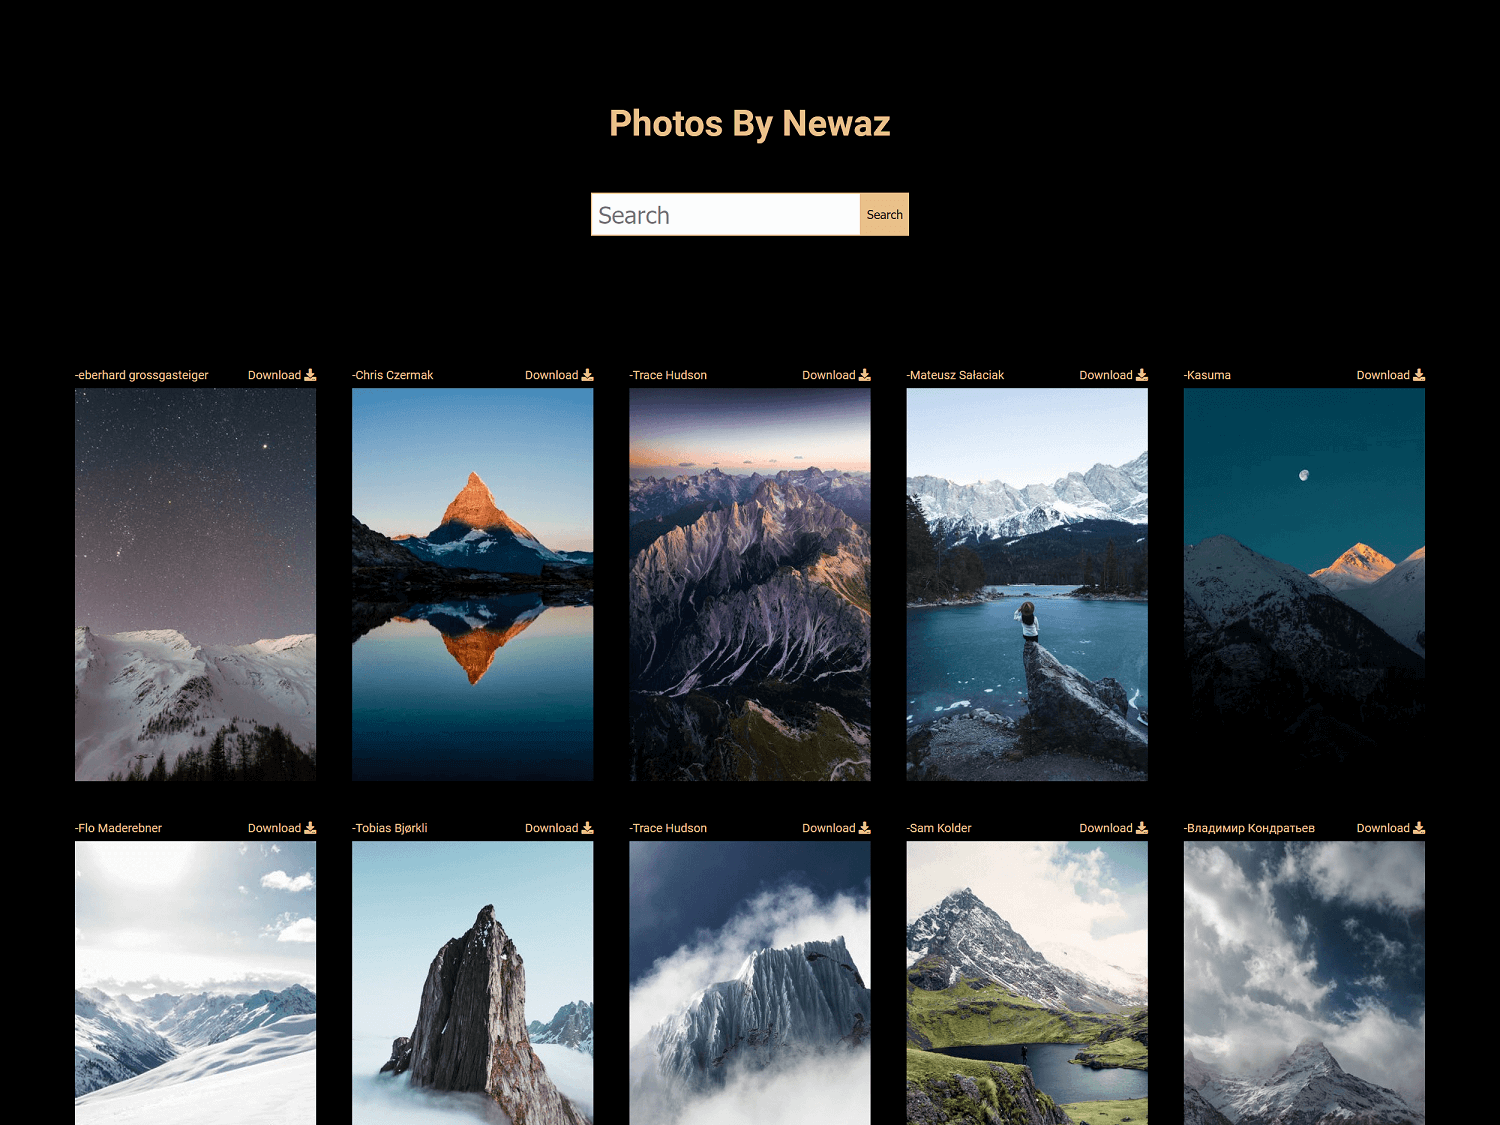 Photos By Newaz
Search Search
-eberhard grossgasteiger Download
-Chris Czermak Download
-Trace Hudson Download
-Mateusz Sałaciak Download
-Kasuma Download
-Flo Maderebner Download
-Tobias Bjørkli Download
-Trace Hudson Download
-Sam Kolder Download
-Владимир Кондратьев Download